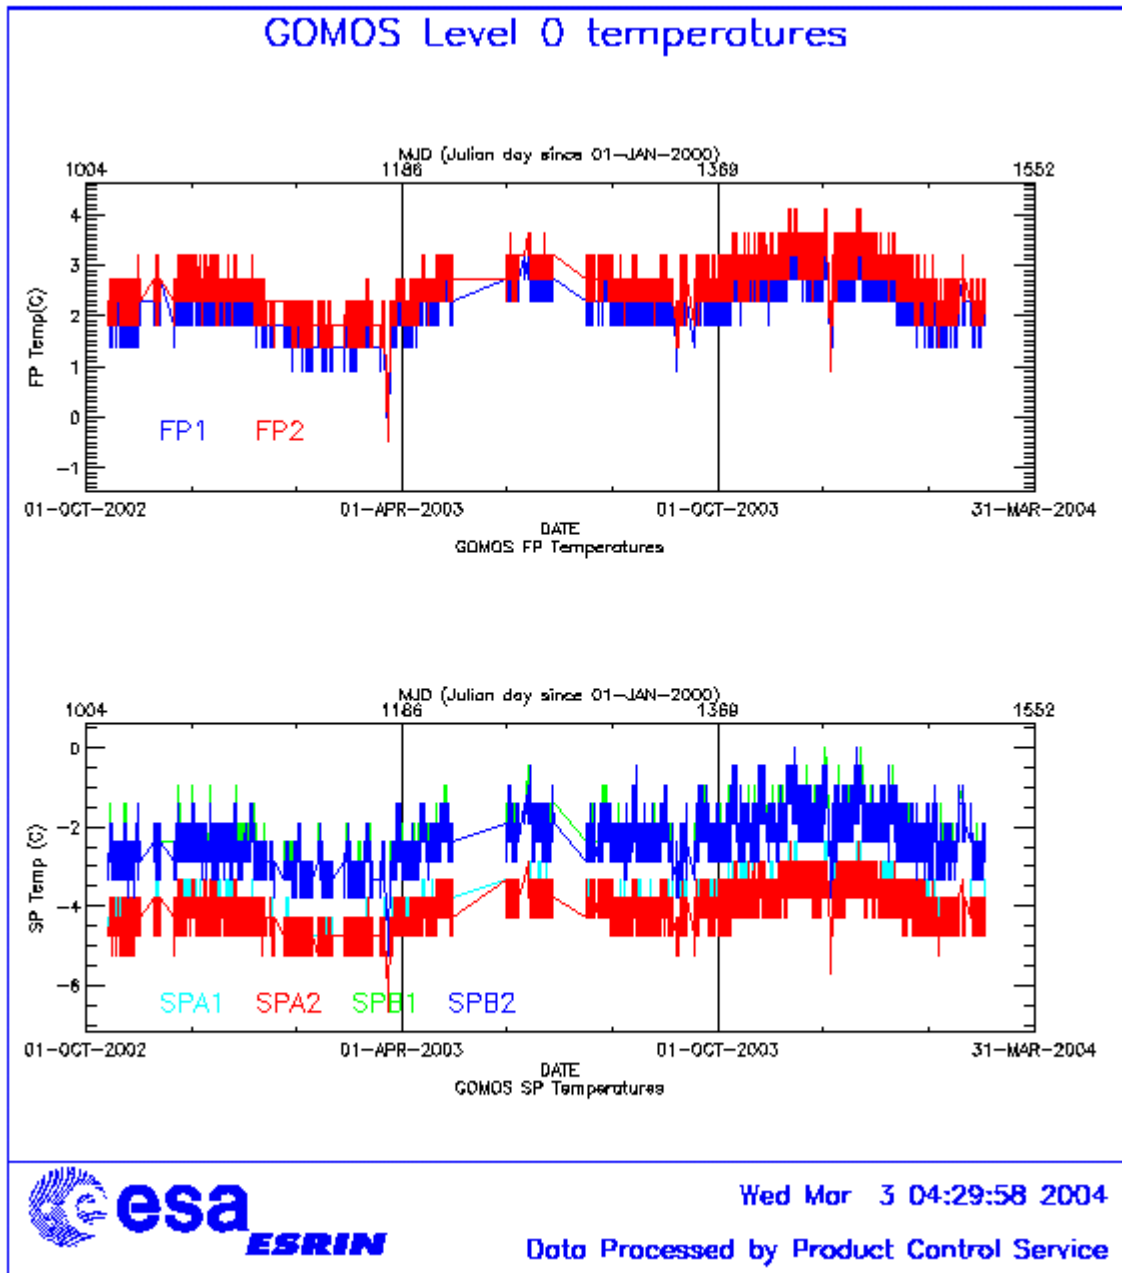 GOMOS Level 0 temperatures
MJD (Julian day since 01-JAN-2000)
1004 1186 1369 1552
FP Temp(C)
4
3
2
1
0
-1
FP1 FP2
01-OCT-2002 01-APR-2003 01-OCT-2003 31-MAR-2004
DATE
GOMOS FP Temperatures
MJD (Julian day since 01-JAN-2000)
1004 1186 1369 1552
SP Temp (C)
0
-2
-4
-6
SPA1 SPA2 SPB1 SPB2
01-OCT-2002 01-APR-2003 01-OCT-2003 31-MAR-2004
DATE
GOMOS SP Temperatures
esa
ESRIN
Wed Mar 3 04:29:58 2004
Data Processed by Product Control Service